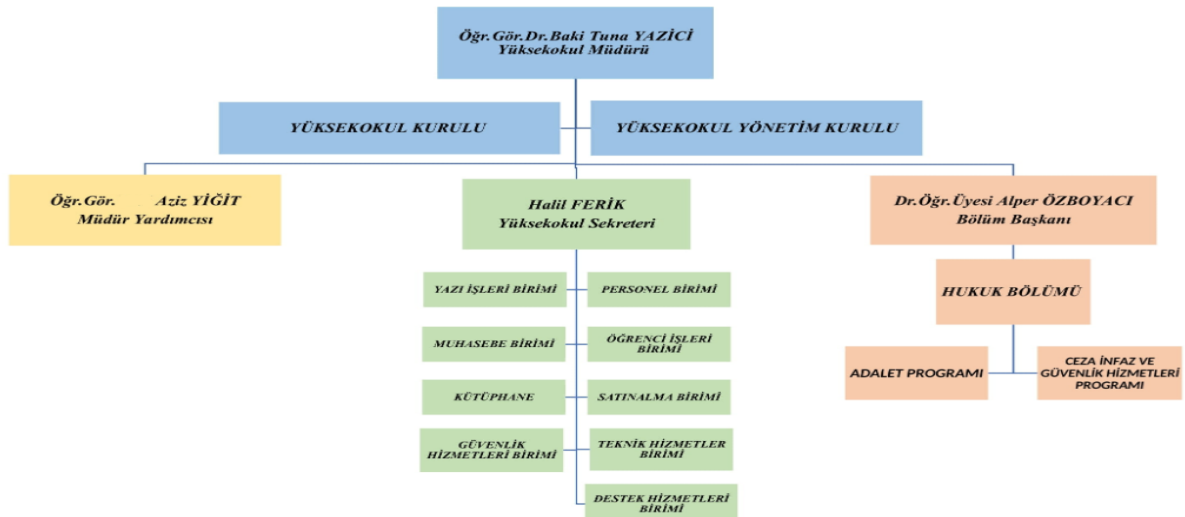 Öğr.Gör.Dr.Baki Tuna YAZİCİ
Yüksekokul Müdürü
YÜKSEKOKUL KURULU
YÜKSEKOKUL YÖNETİM KURULU
Öğr.Gör. Aziz YİĞİT
Müdür Yardımcısı
Halil FERİK
Yüksekokul Sekreteri
Dr.Öğr.Üyesi Alper ÖZBOYACI
Bölüm Başkanı
YAZI İŞLERİ BİRİMİ
PERSONEL BİRİMİ
MUHASEBE BİRİMİ
ÖĞRENCİ İŞLERİ
BİRİMİ
KÜTÜPHANE
SATINALMA BİRİMİ
GÜVENLİK
HİZMETLERİ BİRİMİ
TEKNİK HİZMETLER
BİRİMİ
DESTEK HİZMETLERİ BİRİMİ
HUKUK BÖLÜMÜ
ADALET PROGRAMI
CEZA İNFAZ VE
GÜVENLİK HİZMETLERİ
PROGRAMI